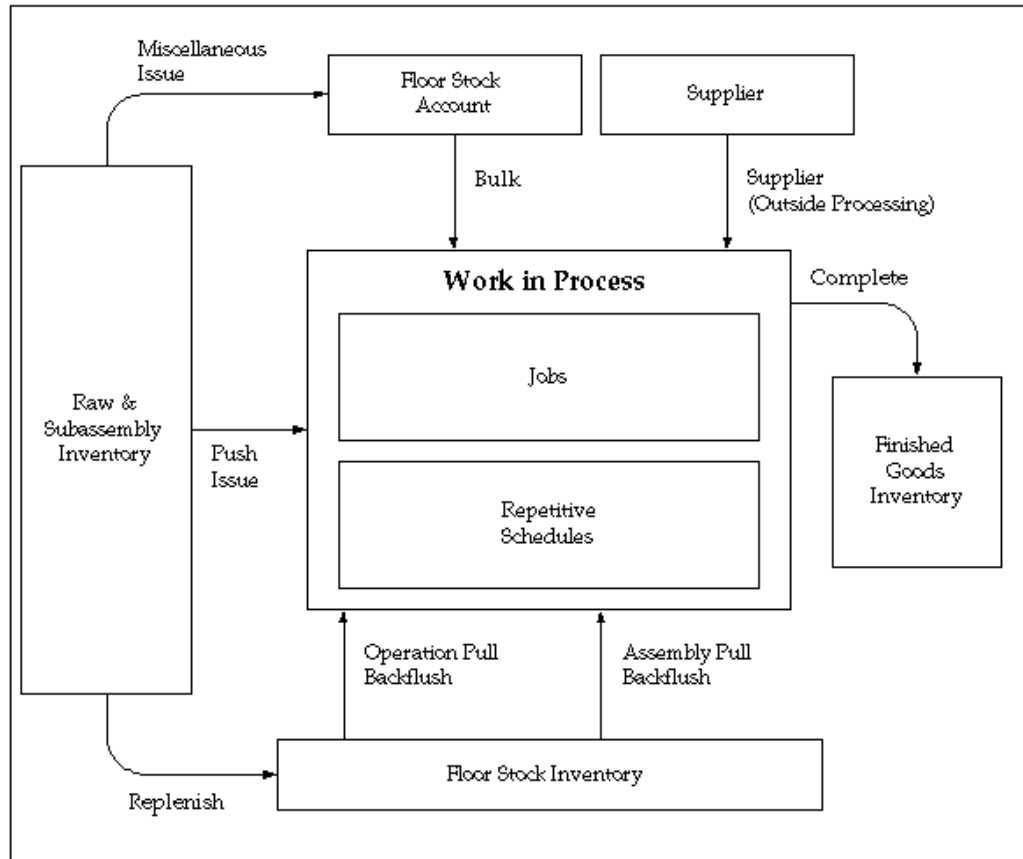 Miscellaneous
Issue
Floor Stock
Account
Supplier
Bulk
Supplier
(Outside Processing)
Work in Process
Complete
Jobs
Raw &
Subassembly
Inventory
Push
Issue
Finished
Goods
Inventory
Repetitive
Schedules
Operation Pull
Backflush
Assembly Pull
Backflush
Floor Stock Inventory
Replenish